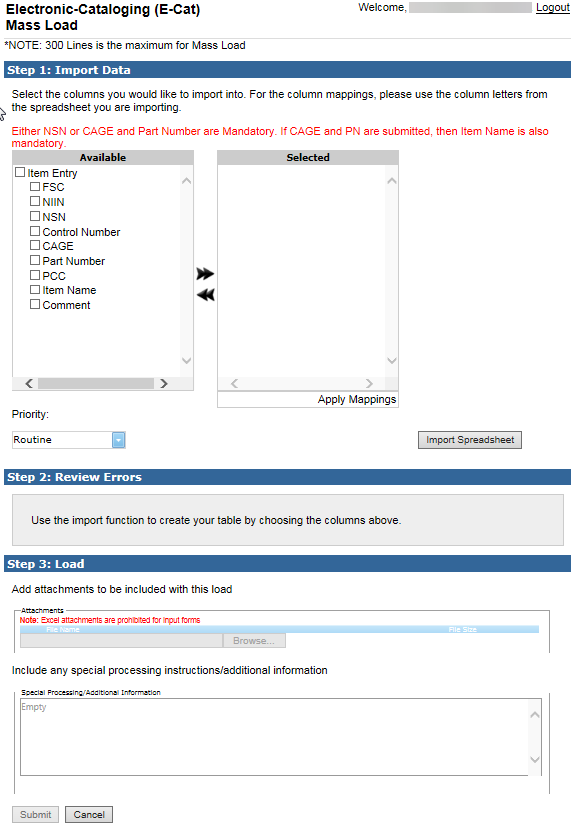 Electronic-Cataloging (E-Cat)
Welcome,
Logout
Mass Load
*NOTE: 300 Lines is the maximum for Mass Load
Step 1: Import Data
Select the columns you would like to import into. For the column mappings, please use the column letters from
the spreadsheet you are importing.
Either NSN or CAGE and Part Number are Mandatory. If CAGE and PN are submitted, then Item Name is also
mandatory.
Available
Selected
Item Entry
FSC
NIIN
NSN
Control Number
CAGE
Part Number
PCC
Item Name
Comment
Apply Mappings
Priority:
Routine
Import Spreadsheet
Step 2: Review Errors
Use the import function to create your table by choosing the columns above.
Step 3: Load
Add attachments to be included with this load
Attachments
Note: Excel attachments are prohibited for input forms
File Name
File Size
Browse...
Include any special processing instructions/additional information
Special Processing/Additional Information
Empty
Submit
Cancel